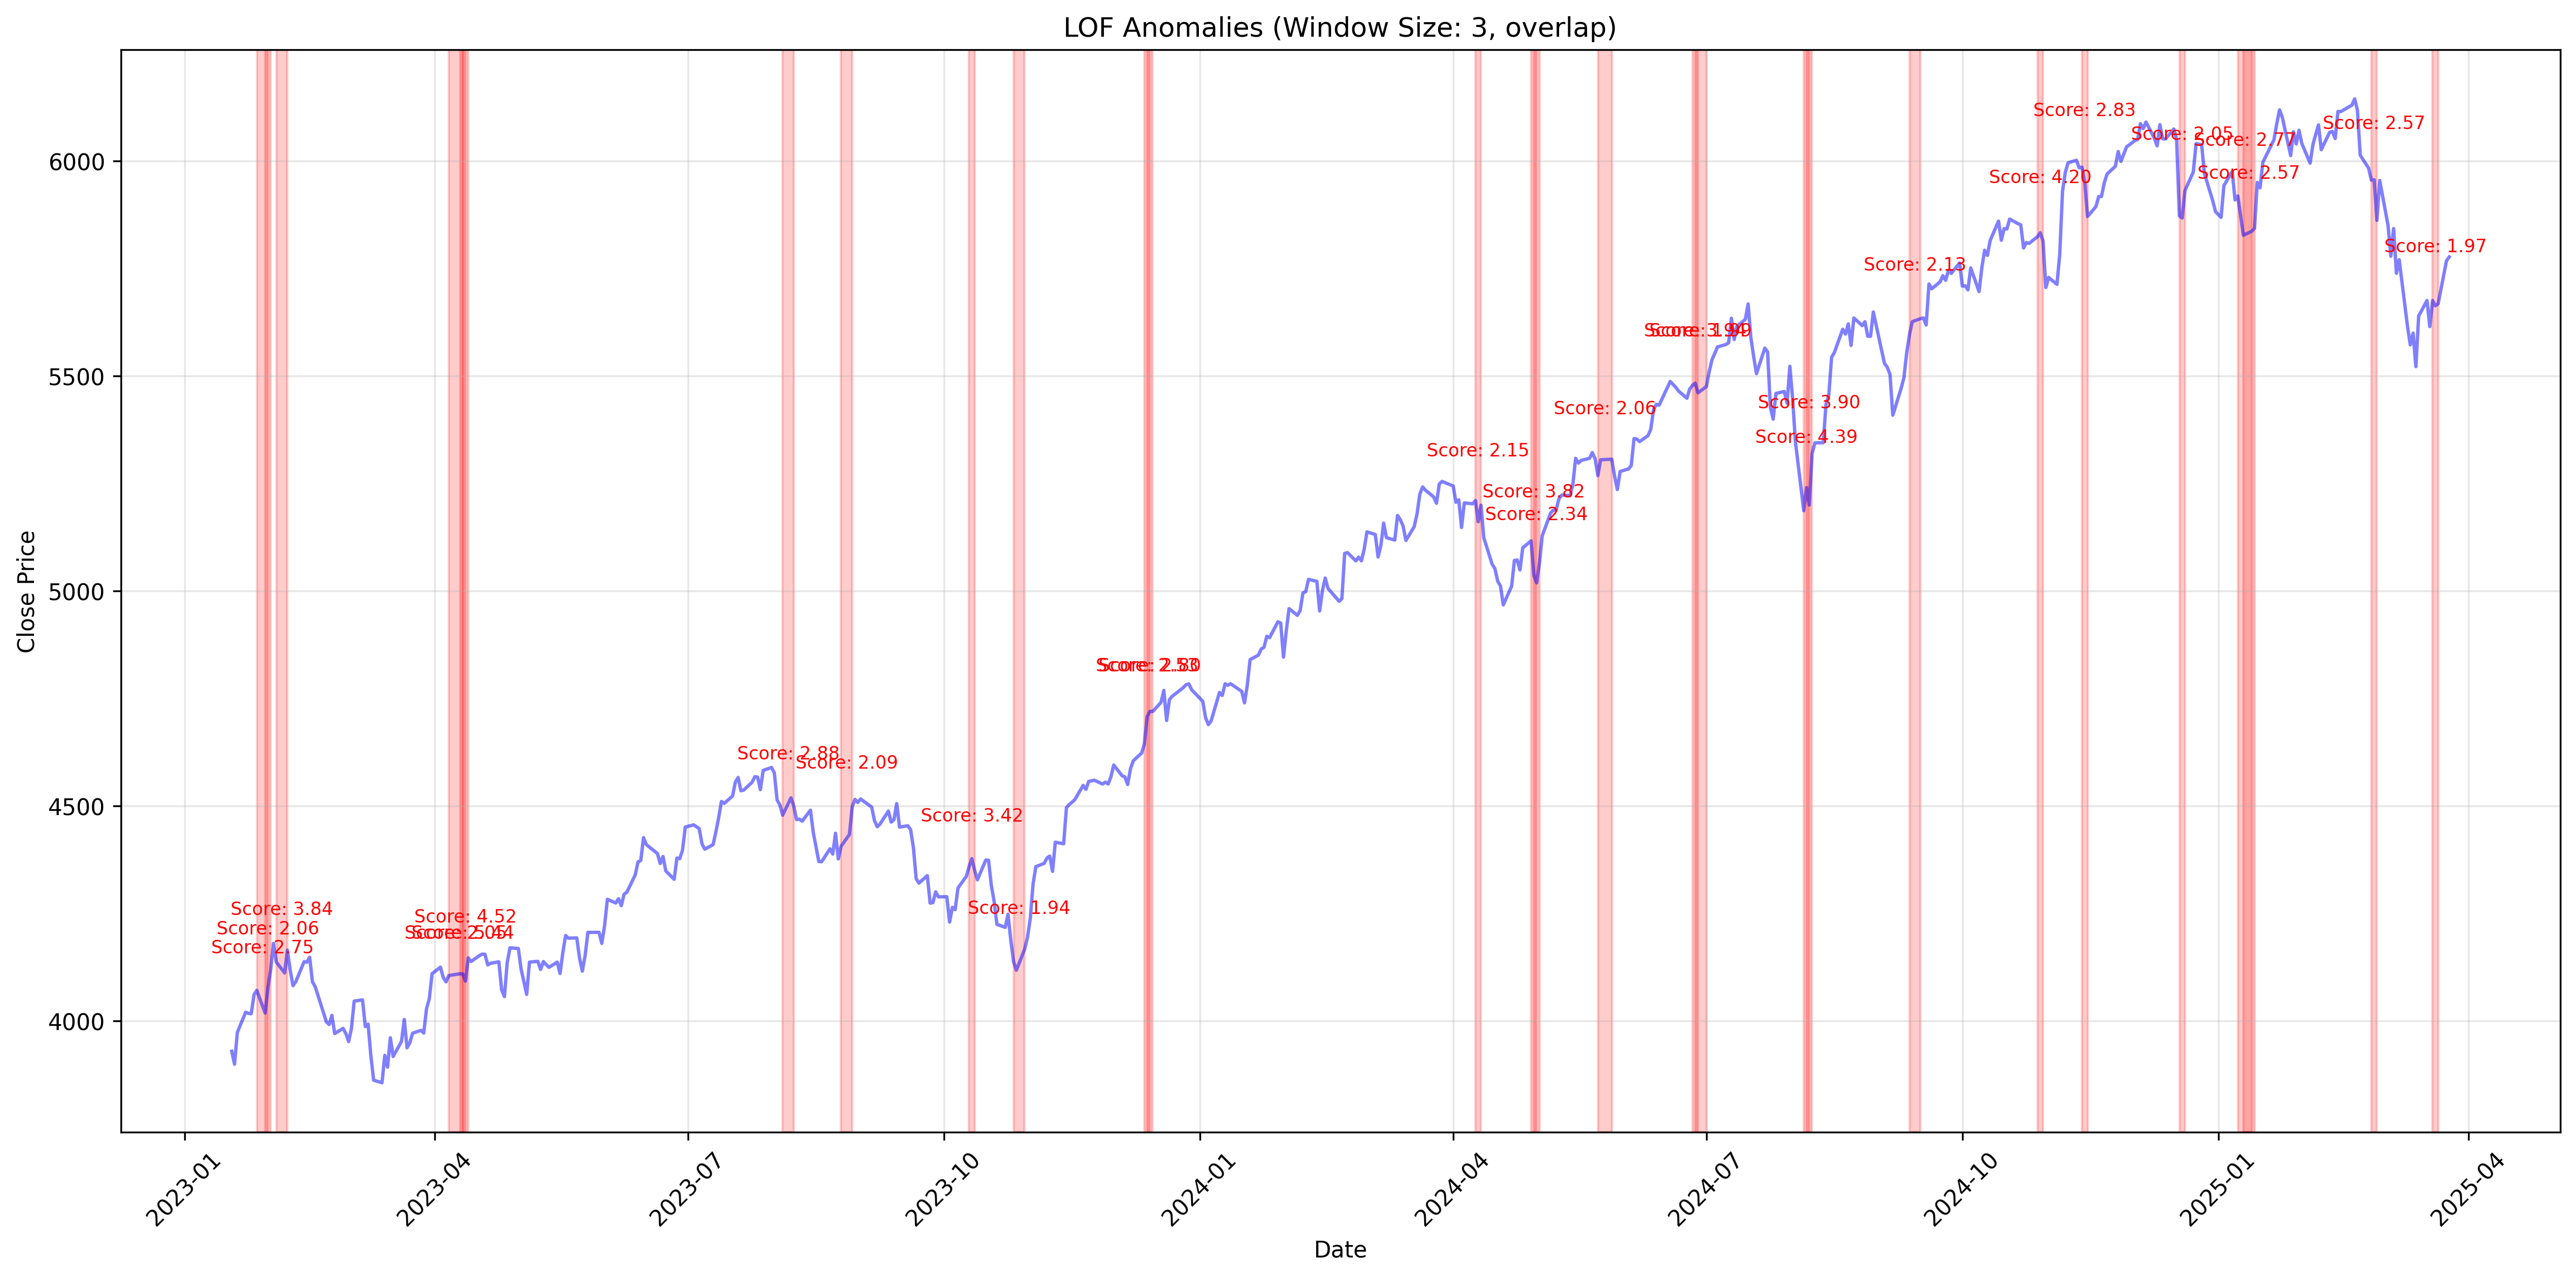 LOF Anomalies (Window Size: 3, overlap)
Close Price
6000
5500
5000
4500
4000
Score: 2.75
Score: 2.06
Score: 3.84
Score: 4.52
Score: 2.88
Score: 2.09
Score: 3.42
Score: 1.94
Score: 2.15
Score: 3.82
Score: 2.34
Score: 2.06
Score: 4.39
Score: 3.90
Score: 2.13
Score: 4.20
Score: 2.83
Score: 2.05
Score: 2.77
Score: 2.57
Score: 2.57
Score: 1.97
2023-01
2023-04
2023-07
2023-10
2024-01
2024-04
2024-07
2024-10
2025-01
2025-04
Date